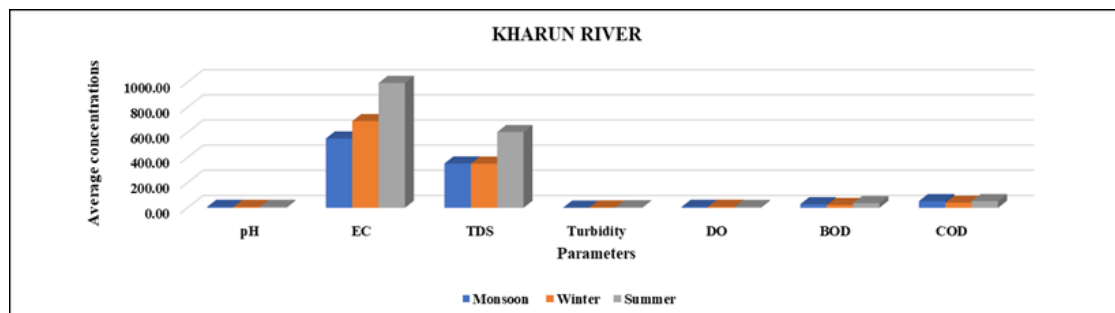 KHARUN RIVER
Average concentrations
1000.00
800.00
600.00
400.00
200.00
0.00
pH EC TDS Turbidity DO BOD COD
Parameters
Monsoon Winter Summer